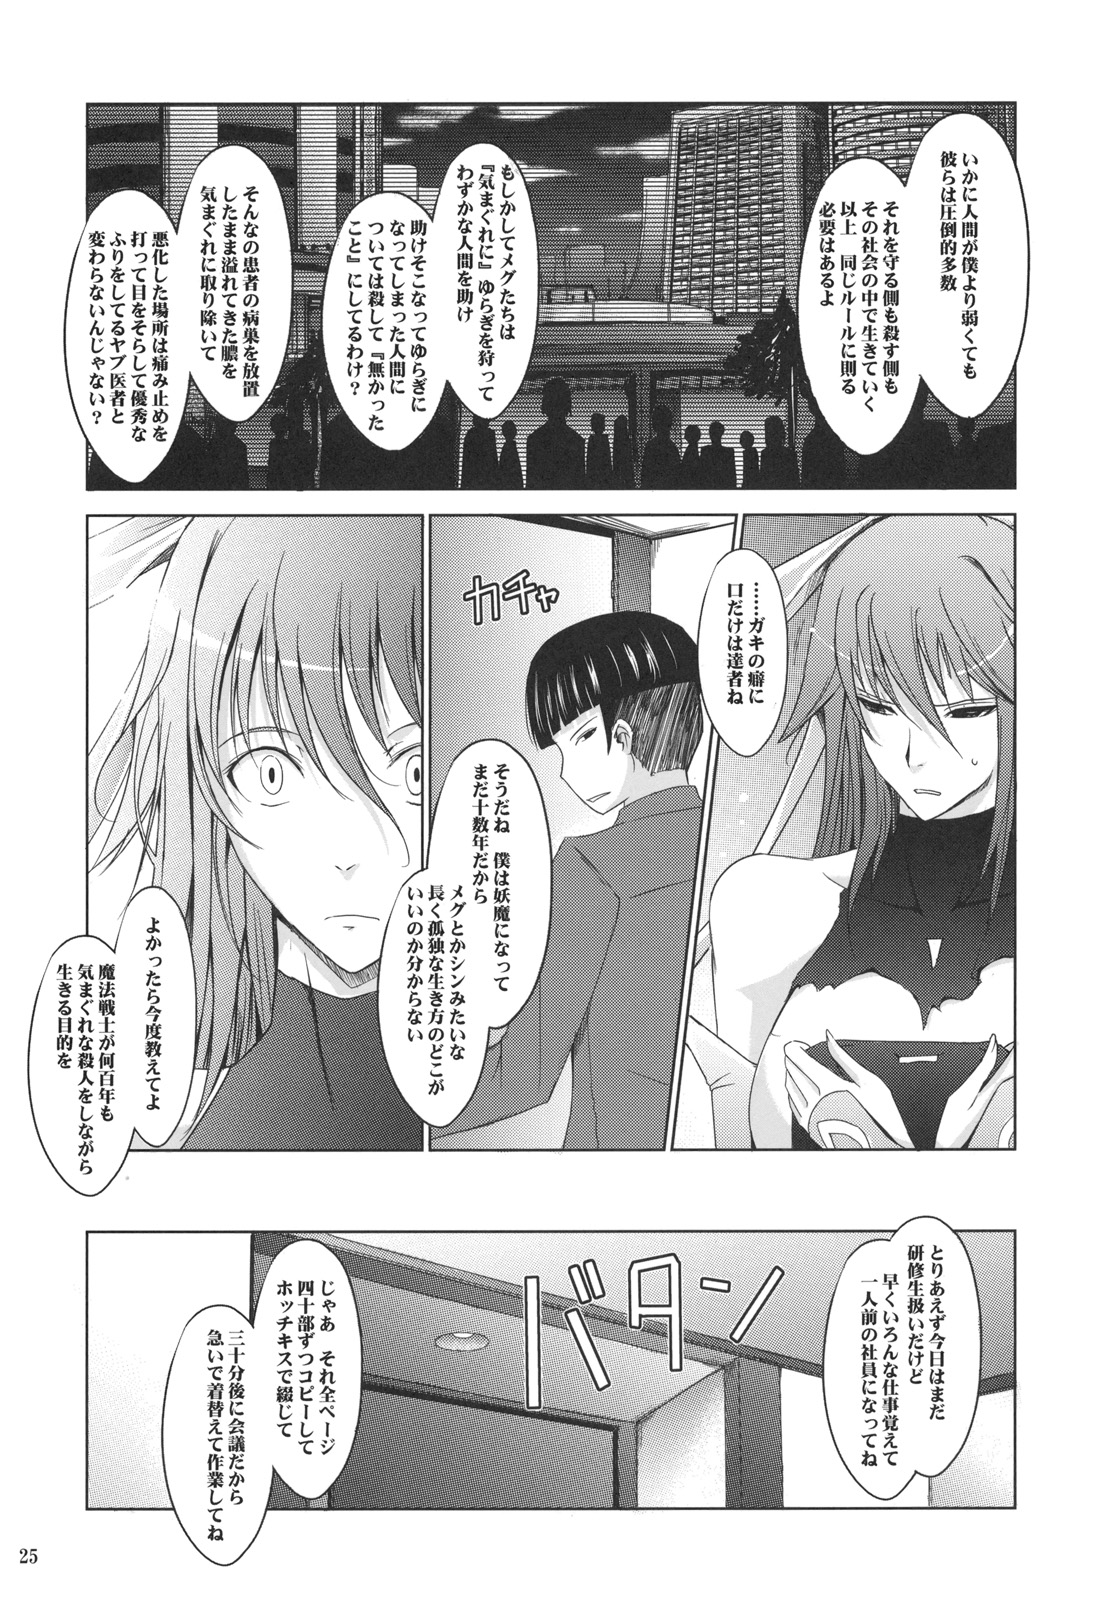 いかに人間が僕より弱くても
彼らは圧倒的多数
それを守る側も殺す側も
その社会の中で生きていく
以上 同じルールに則る
必要はあるよ
もしかしてメグたちは
『気まぐれに』ゆらぎを狩って
わずかな人間を助け
助けそこなってゆらぎに
なってしまった人間に
ついては殺して『無かった
こと』にしてるわけ？
そんなの患者の病巣を放置
したまま溢れてきた膿を
気まぐれに取り除いて
悪化した場所は痛み止めを
打って目をそらして優秀な
ふりをしてるヤブ医者と
変わらないんじゃない？
……ガキの癖に
口だけは達者ね
カチャ
そうだね 僕は妖魔になって
まだ十数年だから
メグとかシンみたいな
長く孤独な生き方のどこが
いいのか分からない
よかったら今度教えてよ
魔法戦士が何百年も
気まぐれな殺人をしながら
生きる目的を
とりあえず今日はまだ
研修生扱いだけど
早くいろんな仕事覚えて
一人前の社員になってね
バタン
じゃあ それ全ページ
四十部ずつコピーして
ホッチキスで綴じて
三十分後に会議だから
急いで着替えて作業してね
25